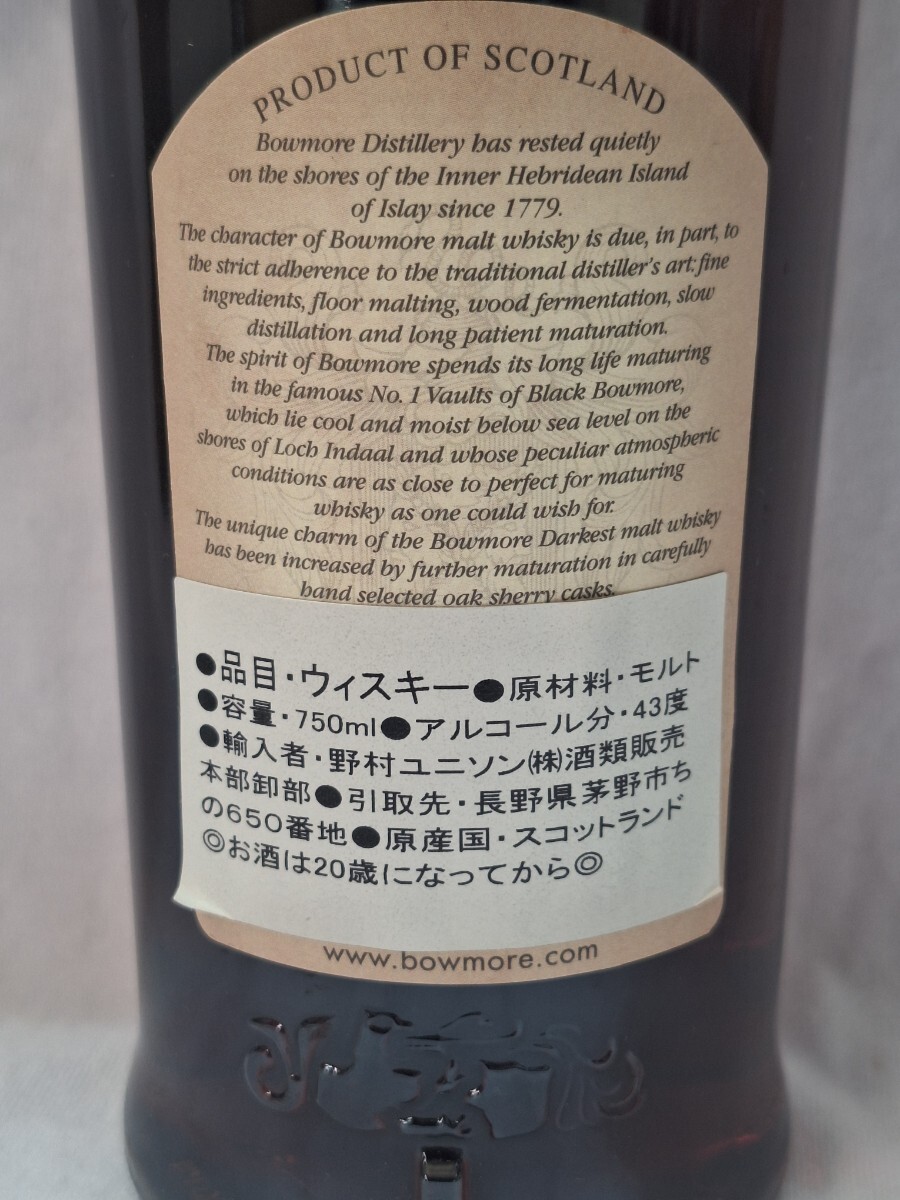 PRODUCT OF SCOTLAND
Bowmore Distillery has rested quietly
on the shores of the Inner Hebridean Island
of Islay since 1779.
The character of Bowmore malt whisky is due, in part, to
the strict adherence to the traditional distiller's art: fine
ingredients, floor malting, wood fermentation, slow
distillation and long patient maturation.
The spirit of Bowmore spends its long life maturing
in the famous No. 1 Vaults of Black Bowmore,
which lie cool and moist below sea level on the
shores of Loch Indaal and whose peculiar atmospheric
conditions are as close to perfect for maturing
whisky as one could wish for.
The unique charm of the Bowmore Darkest malt whisky
has been increased by further maturation in carefully
hand selected oak sherry casks.
●品目・ウィスキー●原材料・モルト
●容量・750ml●アルコール分・43度
●輸入者・野村ユニソン㈱酒類販売
本部卸部●引取先・長野県茅野市ち
の650番地●原産国・スコットランド
◎お酒は20歳になってから◎
www.bowmore.com